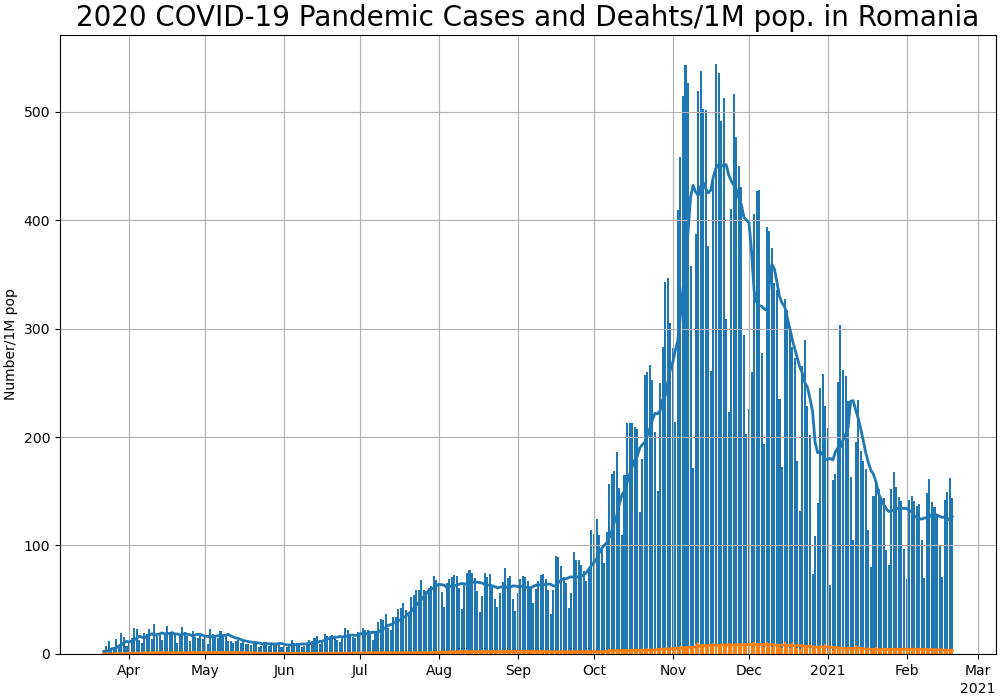 2020 COVID-19 Pandemic Cases and Deahts/1M pop. in Romania
Number/1M pop
500
400
300
200
100
0
Apr May Jun Jul Aug Sep Oct Nov Dec 2021 Feb Mar
2021